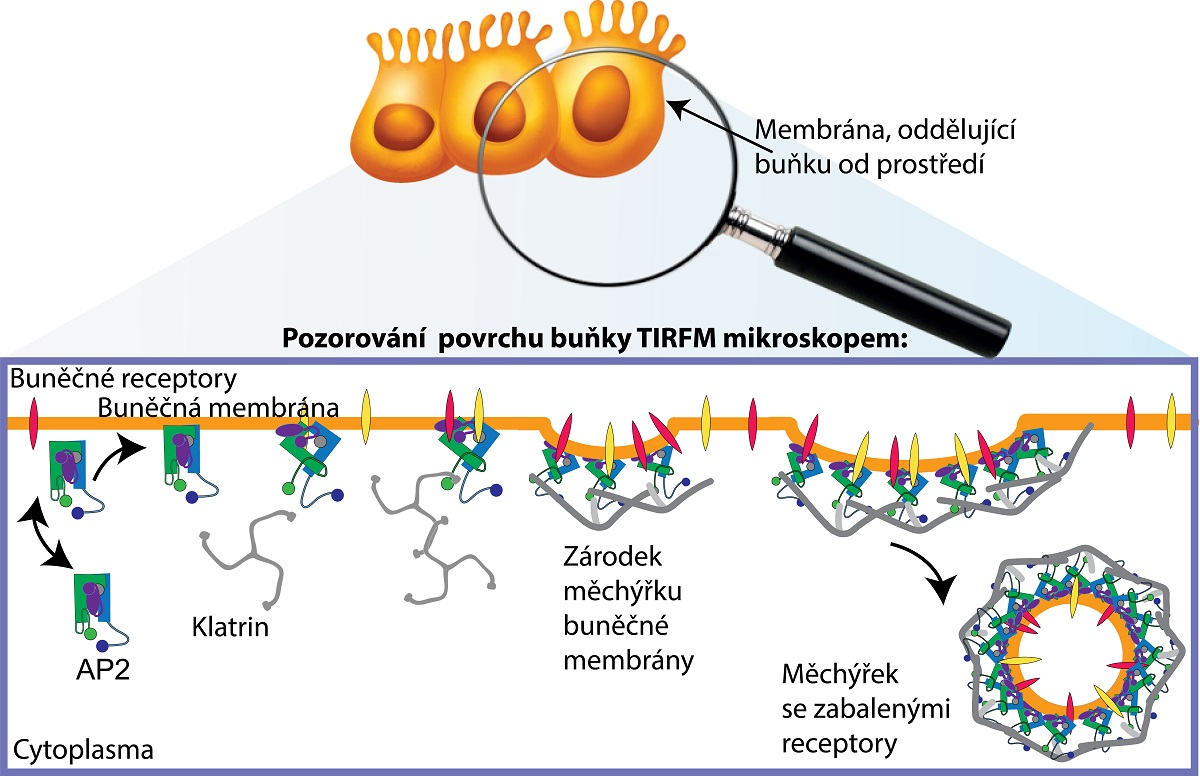 Membrána, oddělující
buňku od prostředí
Pozorování povrchu buňky TIRFM mikroskopem:
Buněčné receptory
Buněčná membrána
Klatrin
AP2
Zárodek
měchýřku
buněčné
membrány
Měchýřek
se zabalenými
receptory
Cytoplasma